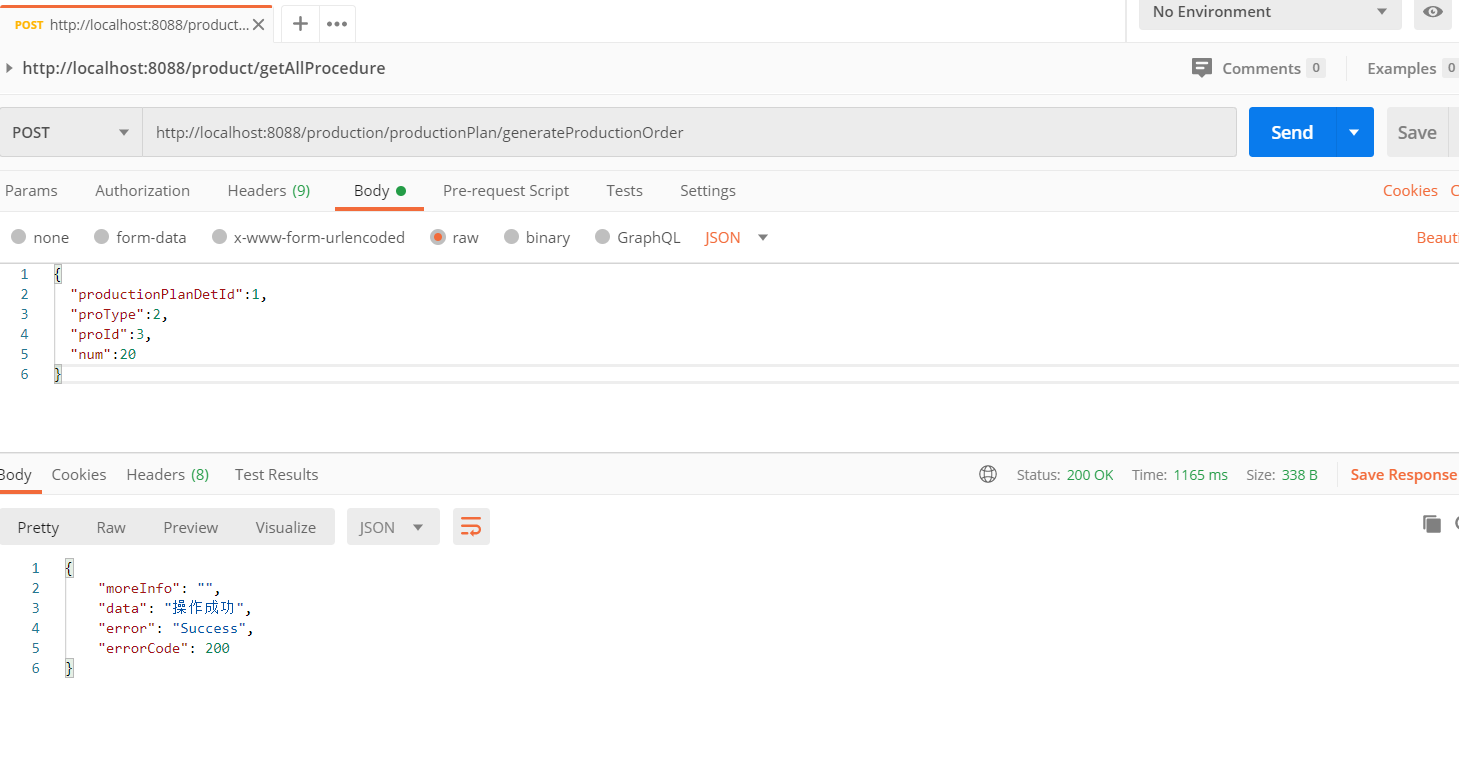 POST http://localhost:8088/product... No Environment
http://localhost:8088/product/getAllProcedure Comments 0 Examples 0
POST http://localhost:8088/production/productionPlan/generateProductionOrder Send Save
Params Authorization Headers (9) Body Pre-request Script Tests Settings Cookies
none form-data x-www-form-urlencoded raw binary GraphQL JSON Beauti
1 {
2 "productionPlanDetId":1,
3 "proType":2,
4 "proId":3,
5 "num":20
6 }
Body Cookies Headers (8) Test Results Status: 200 OK Time: 1165 ms Size: 338 B Save Response
Pretty Raw Preview Visualize JSON
1 {
2 "moreInfo": "",
3 "data": "操作成功",
4 "error": "Success",
5 "errorCode": 200
6 }